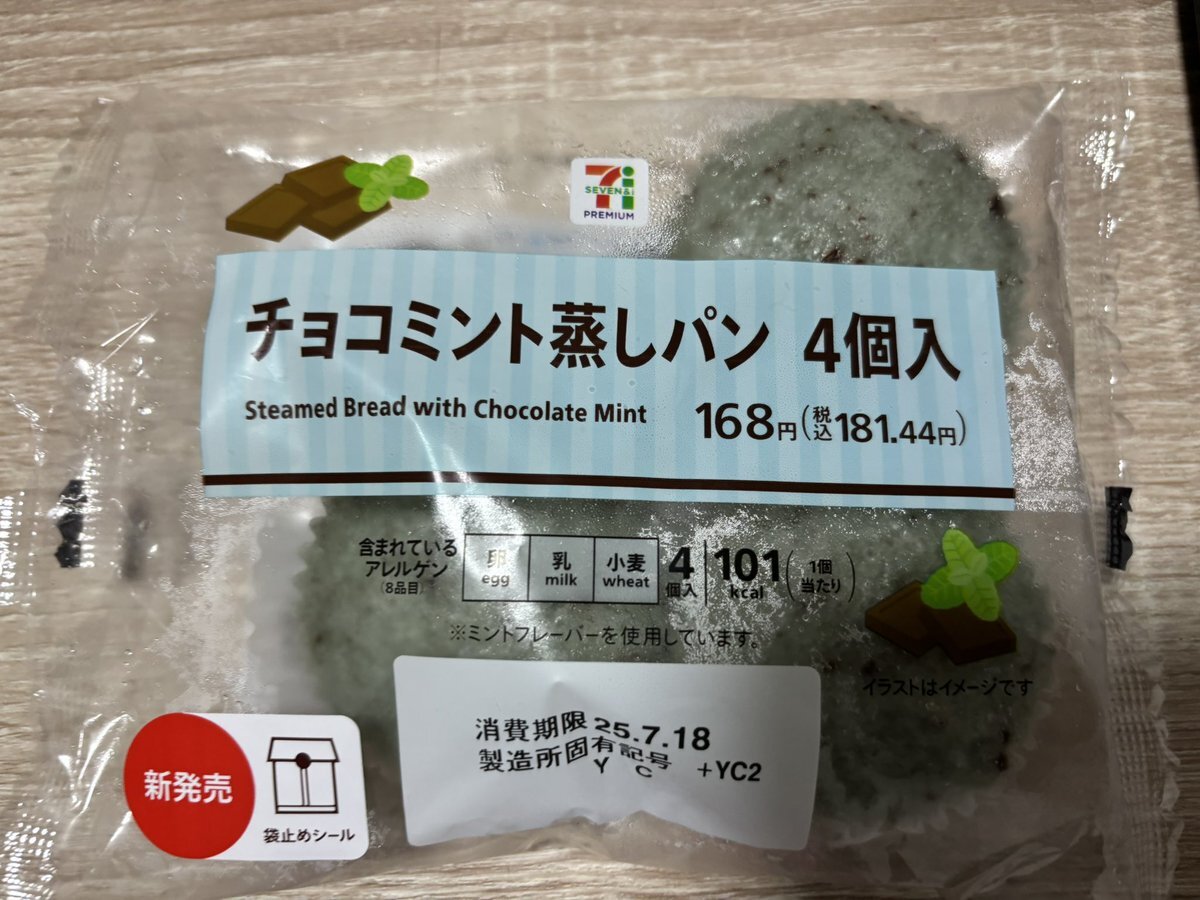 SEVEN&i
PREMIUM
チョコミント蒸しパン 4個入
Steamed Bread with Chocolate Mint
168円(税込181.44円)
含まれている
アレルゲン
(8品目)
卵 乳 小麦
egg milk wheat
4個入
101kcal(1個当たり)
※ミントフレーバーを使用しています。
イラストはイメージです
消費期限25.7.18
製造所固有記号
Y C +YC2
新発売
袋止めシール